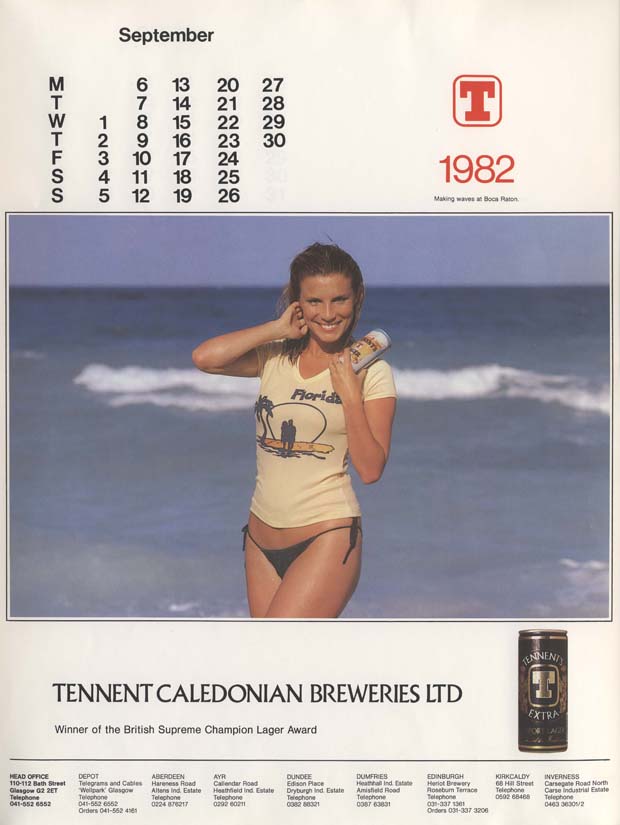 September
M 6 13 20 27
T 7 14 21 28
W 1 8 15 22 29
T 2 9 16 23 30
F 3 10 17 24
S 4 11 18 25
S 5 12 19 26
T
1982
Making waves at Boca Raton.
Florida
T
TENNENT CALEDONIAN BREWERIES LTD
Winner of the British Supreme Champion Lager Award
TENNENT'S
T
EXTRA
HEAD OFFICE
110-112 Bath Street
Glasgow G2 2ET
Telephone
041-552 6552
DEPOT
Telegrams and Cables
'Wellpark' Glasgow
Telephone
041-552 6552
Orders 041-552 4161
ABERDEEN
Hareness Road
Altens Ind. Estate
Telephone
0224 876217
AYR
Callendar Road
Heathfield Ind. Estate
Telephone
0292 60211
DUNDEE
Edison Place
Dryburgh Ind. Estate
Telephone
0382 88321
DUMFRIES
Heathhall Ind. Estate
Amisfield Road
Telephone
0387 63831
EDINBURGH
Heriot Brewery
Roseburn Terrace
Telephone
031-337 1361
Orders 031-337 3206
KIRKCALDY
68 Hill Street
Telephone
0592 68468
INVERNESS
Carsegate Road North
Carse Industrial Estate
Telephone
0463 36301/2